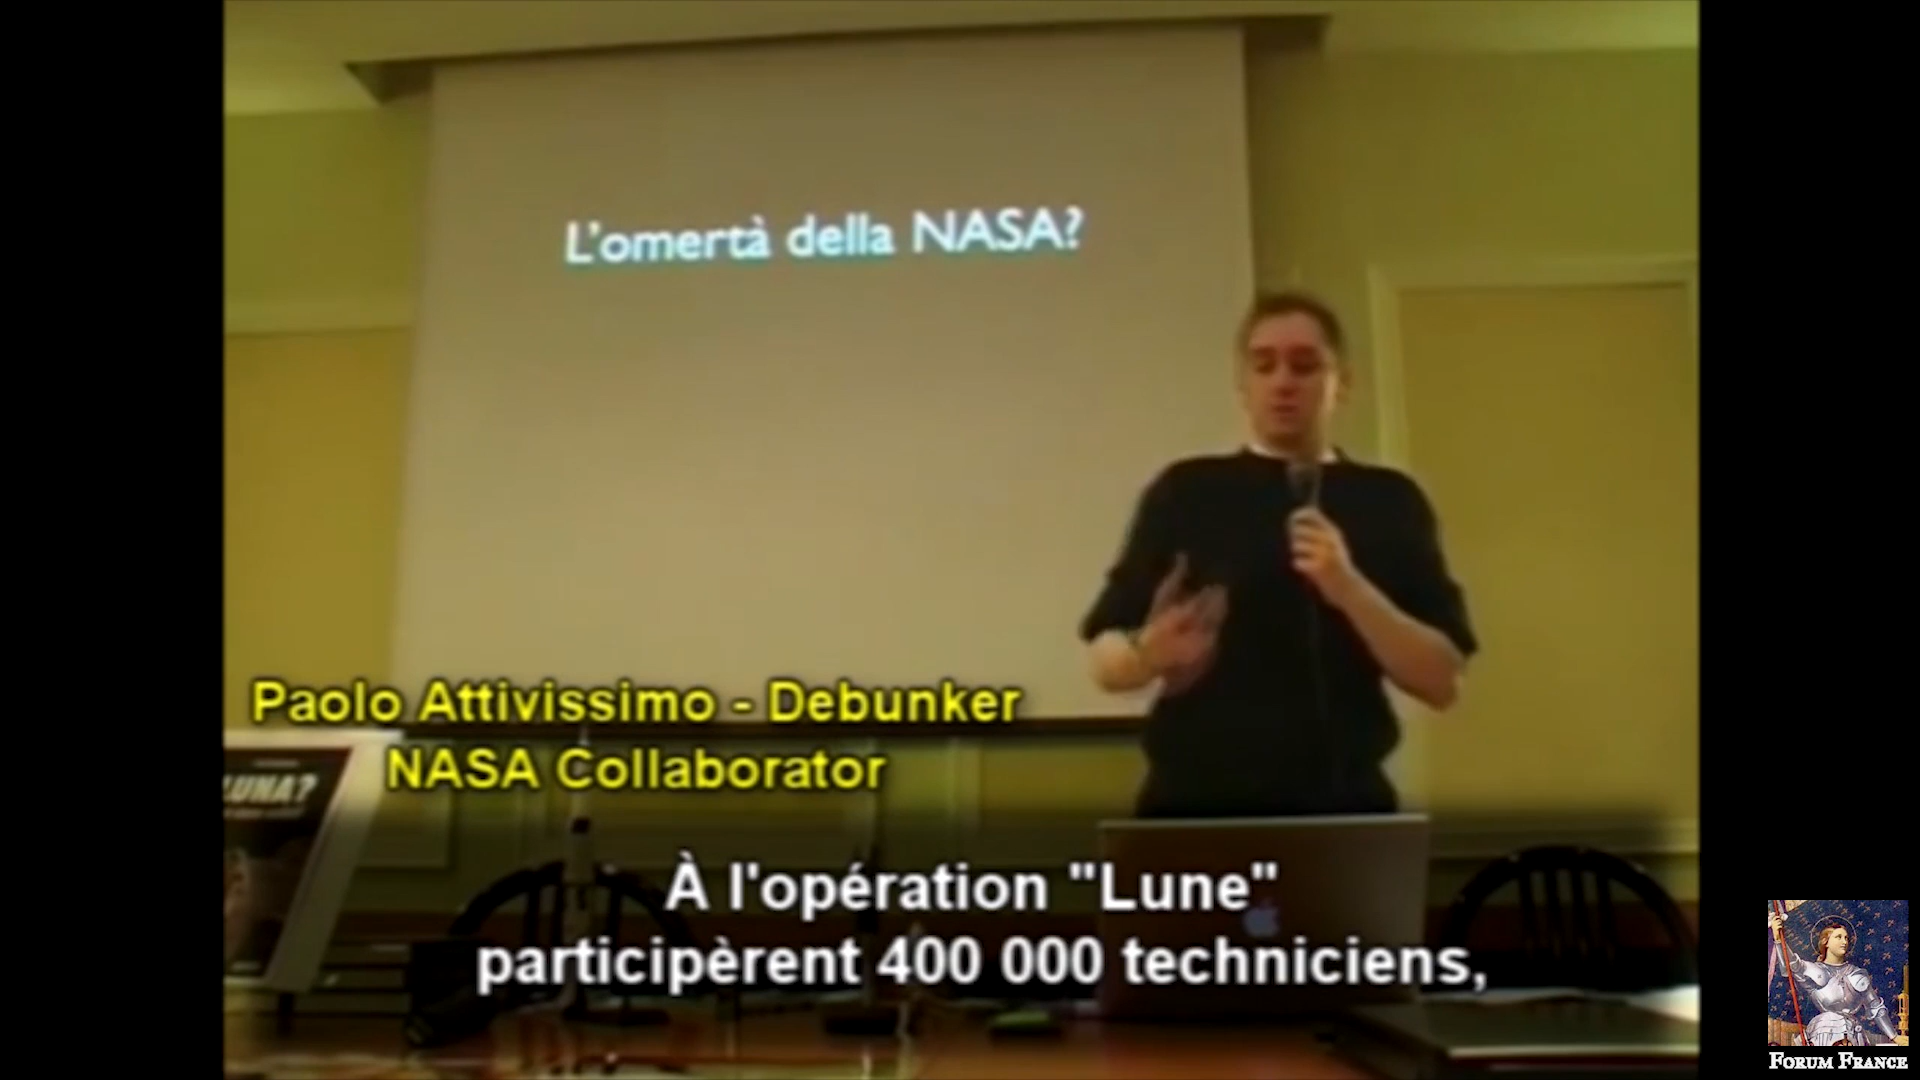 L'omertà della NASA?
Paolo Attivissimo - Debunker
NASA Collaborator
LUNA?
À l'opération "Lune"
participèrent 400 000 techniciens,
FORUM FRANCE